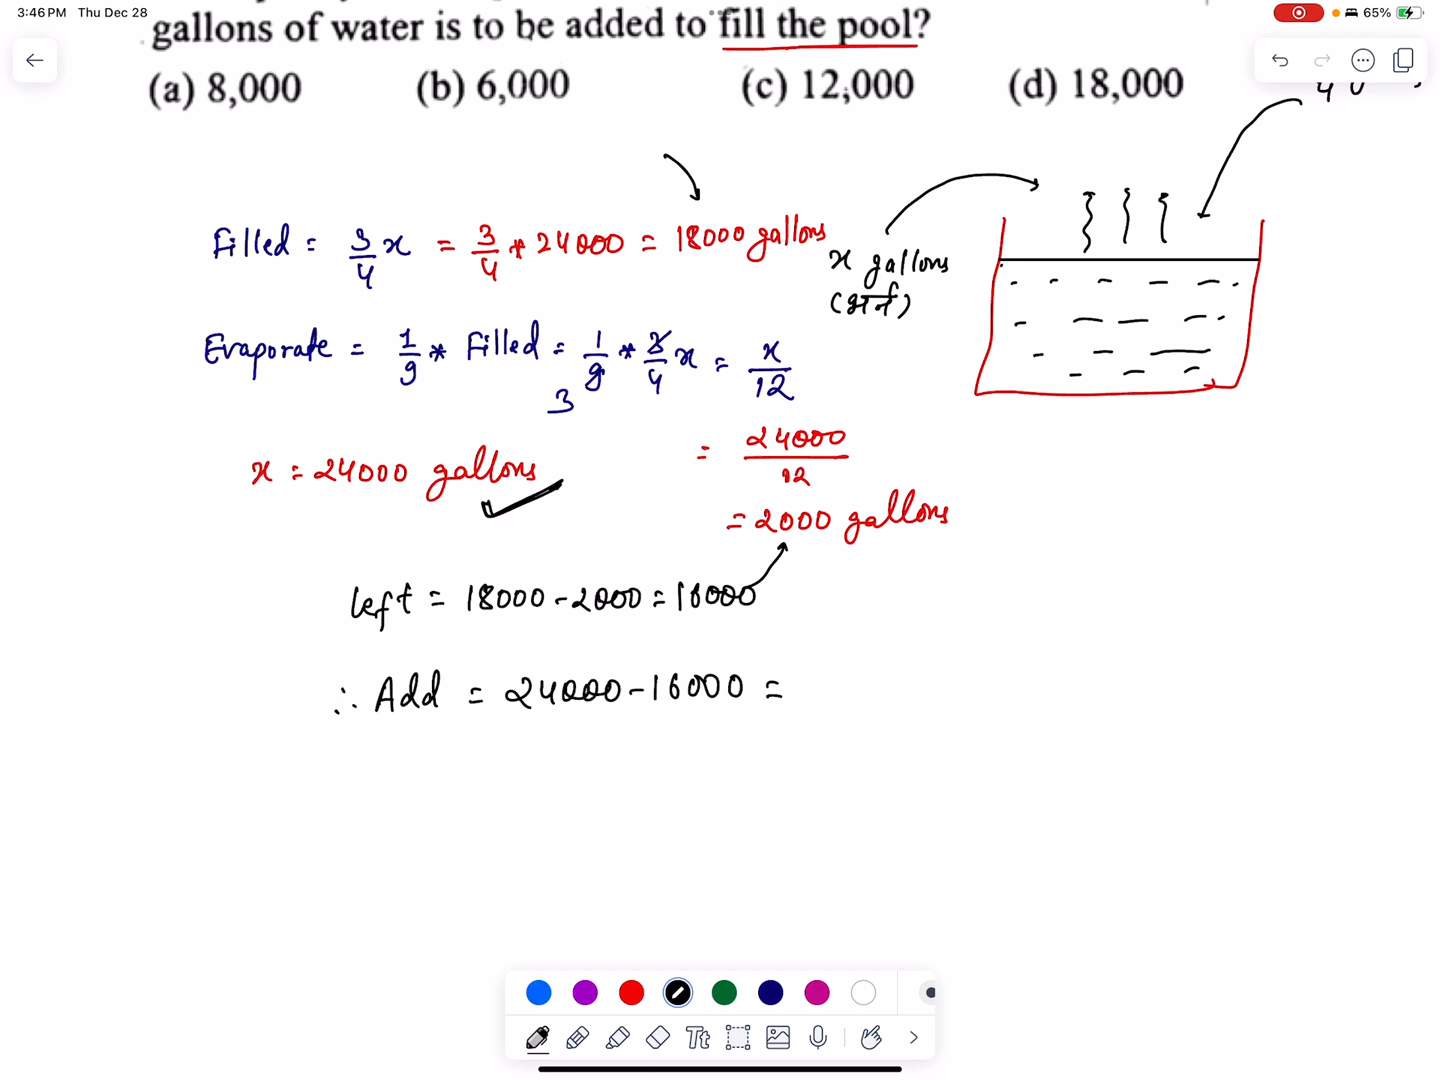 3:46 PM Thu Dec 28
65%
gallons of water is to be added to fill the pool?
(a) 8,000 (b) 6,000 (c) 12,000 (d) 18,000
Filled = 3/4 x = 3/4 * 24000 = 18000 gallons
x gallons
Evaporate = 1/9 * Filled = 1/9 * 3/4 x = x/12
3
x = 24000 gallons
= 24000/12
= 2000 gallons
left = 18000 - 2000 = 16000
∴ Add = 24000 - 16000 =
Tt